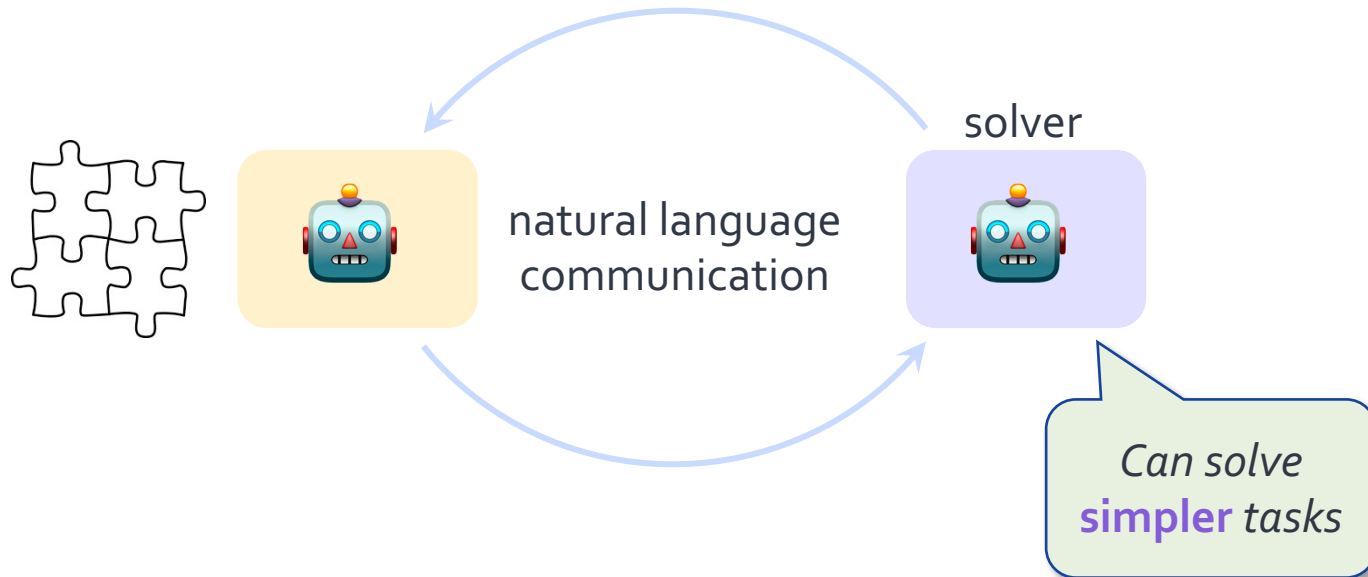 solver
natural language
communication
Can solve
simpler tasks